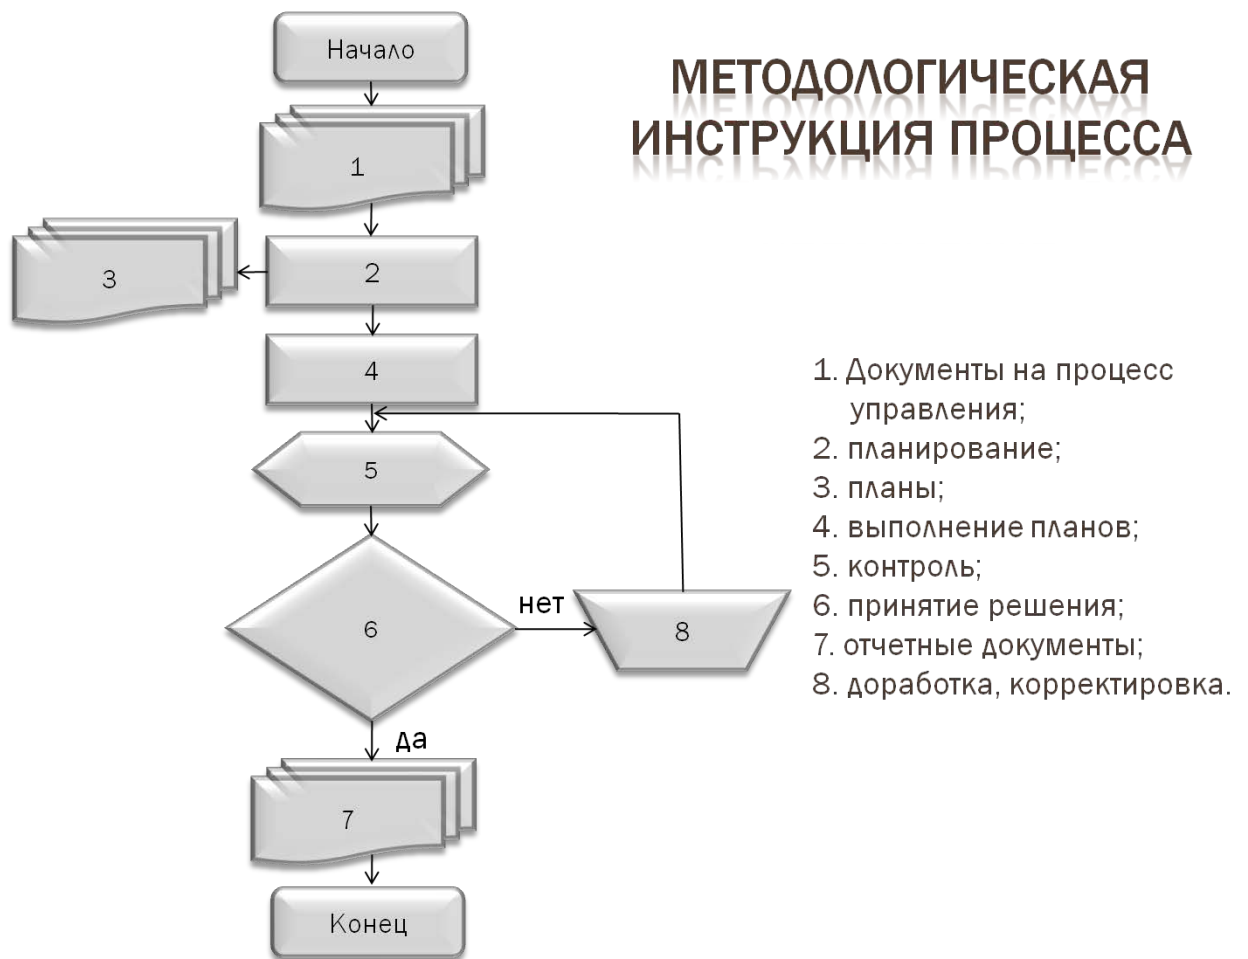 Начало
МЕТОДОЛОГИЧЕСКАЯ
ИНСТРУКЦИЯ ПРОЦЕССА
1
3
2
4
5
6
нет
8
да
7
Конец
1. Документы на процесс
управления;
2. планирование;
3. планы;
4. выполнение планов;
5. контроль;
6. принятие решения;
7. отчетные документы;
8. доработка, корректировка.